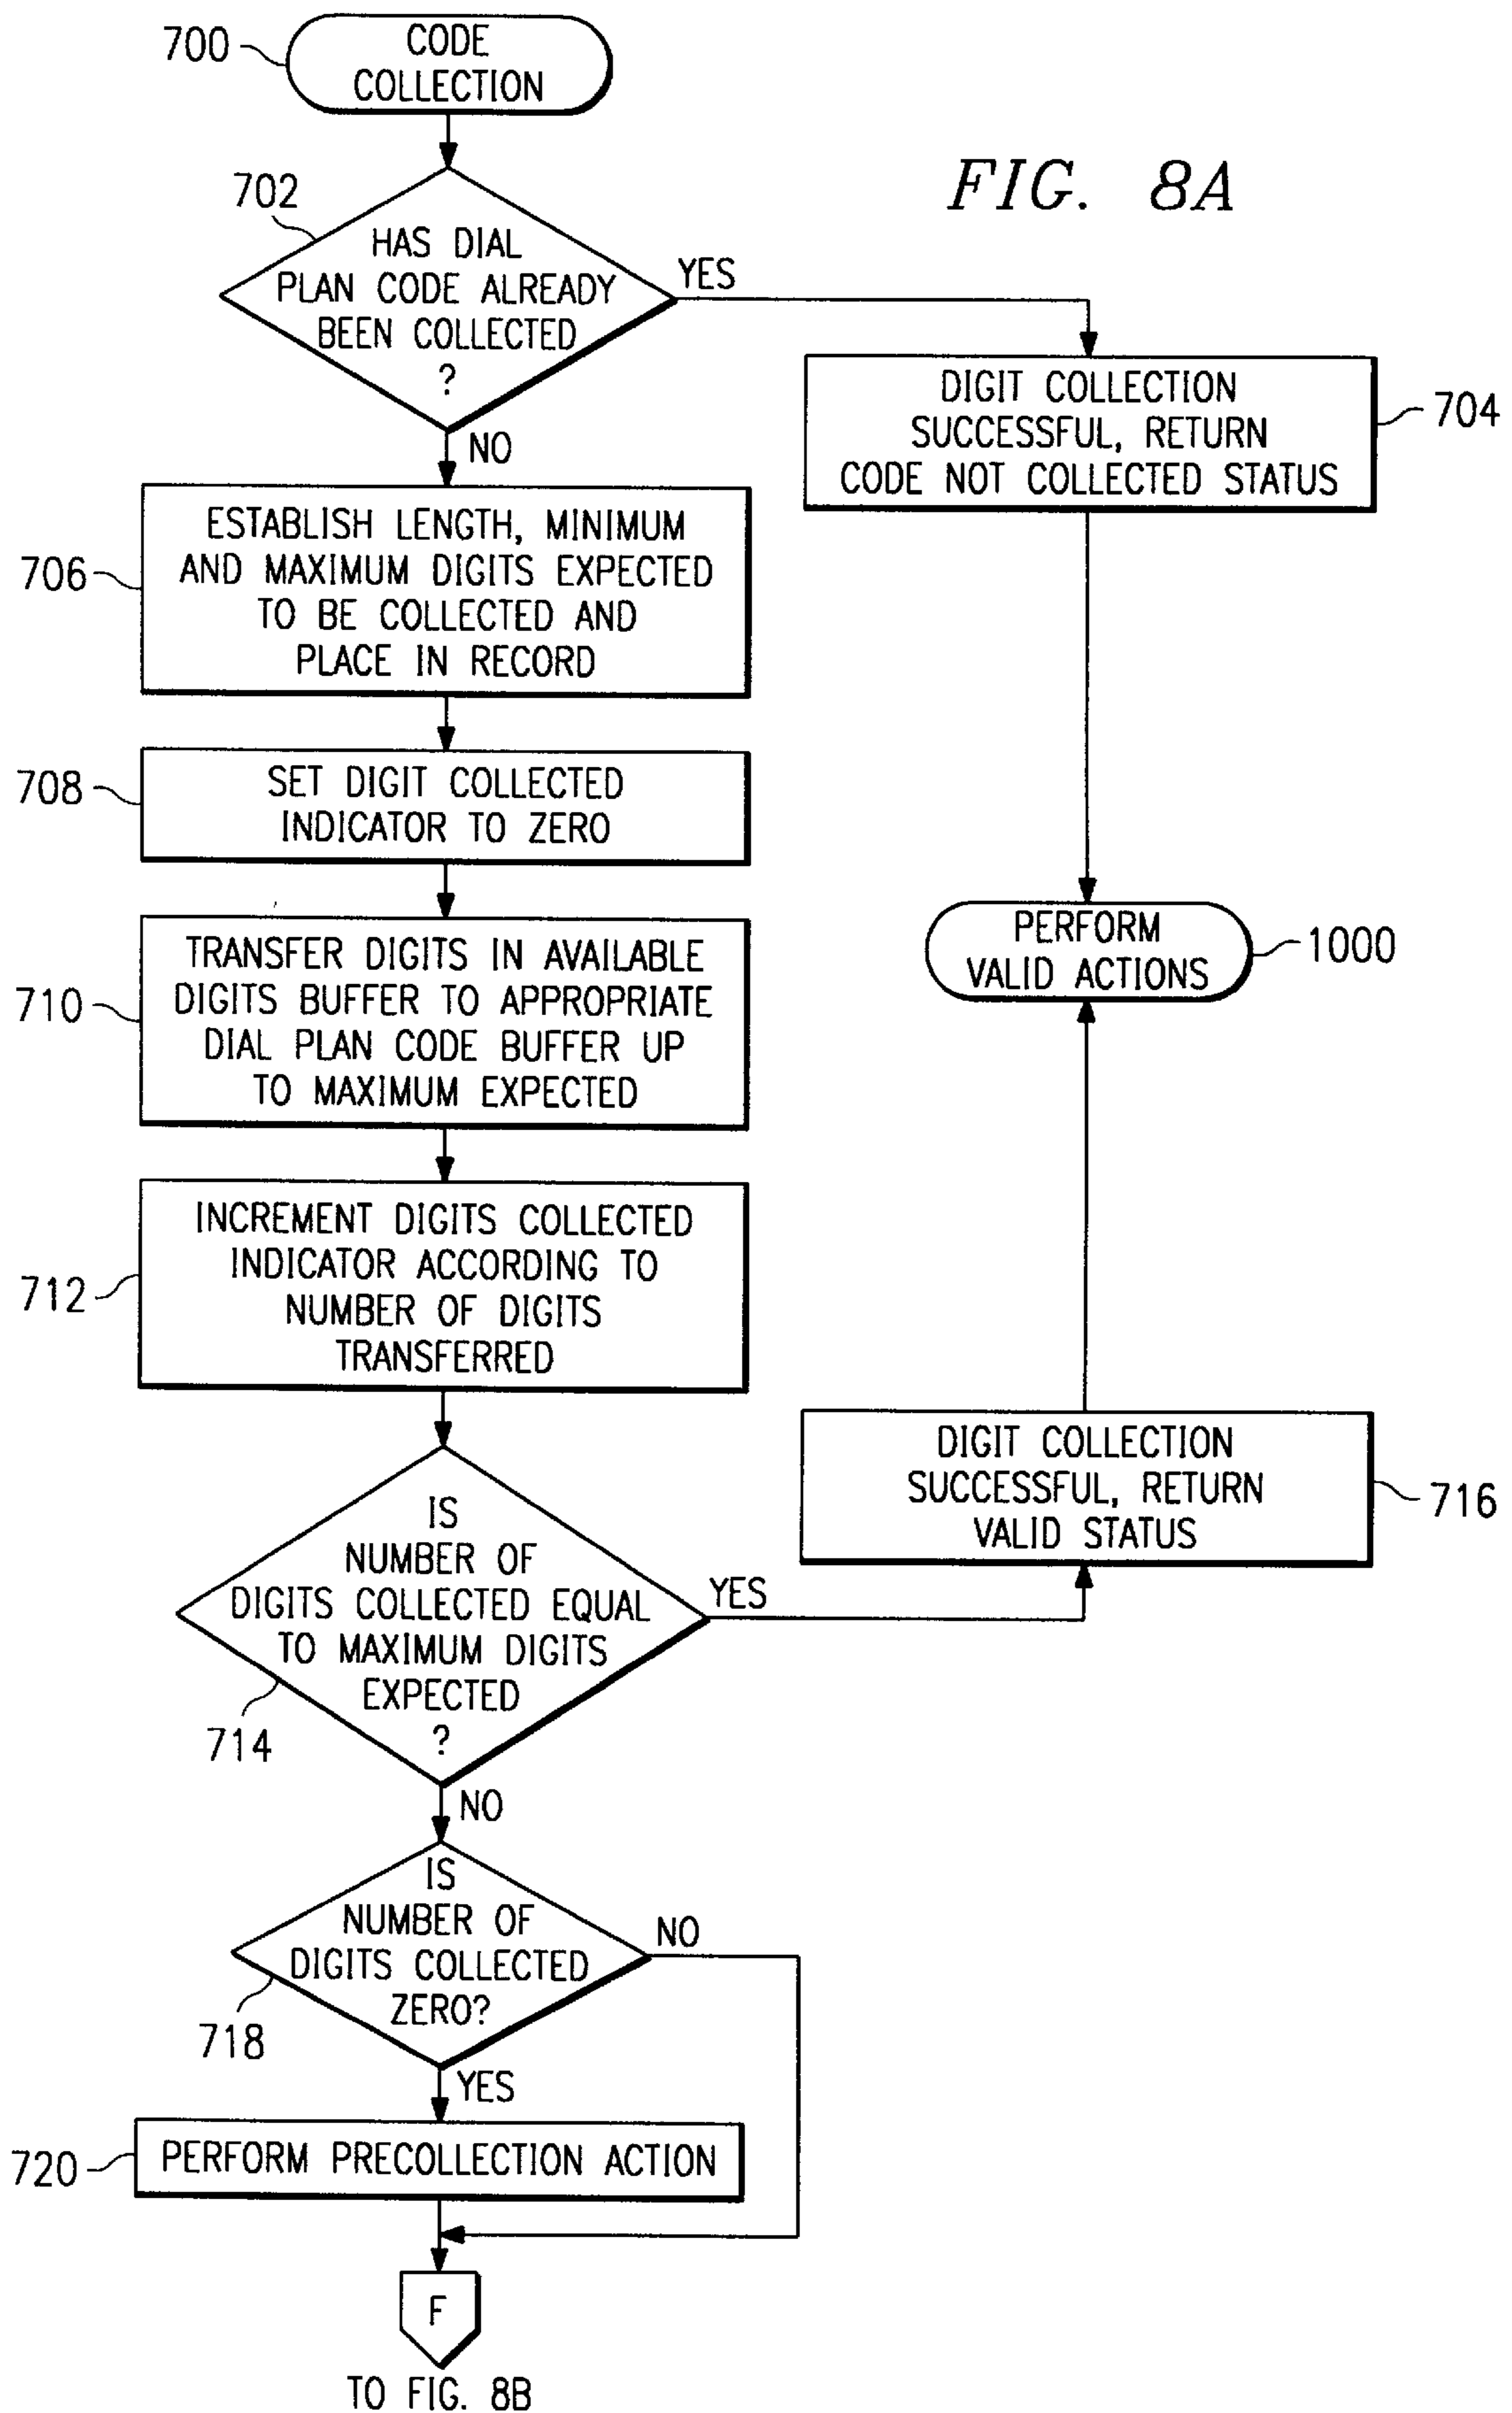 700
CODE
COLLECTION
FIG. 8A
702
HAS DIAL
PLAN CODE ALREADY
BEEN COLLECTED
?
YES
NO
DIGIT COLLECTION
SUCCESSFUL, RETURN
CODE NOT COLLECTED STATUS
704
706
ESTABLISH LENGTH, MINIMUM
AND MAXIMUM DIGITS EXPECTED
TO BE COLLECTED AND
PLACE IN RECORD
708
SET DIGIT COLLECTED
INDICATOR TO ZERO
710
TRANSFER DIGITS IN AVAILABLE
DIGITS BUFFER TO APPROPRIATE
DIAL PLAN CODE BUFFER UP
TO MAXIMUM EXPECTED
PERFORM
VALID ACTIONS
1000
712
INCREMENT DIGITS COLLECTED
INDICATOR ACCORDING TO
NUMBER OF DIGITS
TRANSFERRED
DIGIT COLLECTION
SUCCESSFUL, RETURN
VALID STATUS
716
IS
NUMBER OF
DIGITS COLLECTED EQUAL
TO MAXIMUM DIGITS
EXPECTED
?
YES
714
NO
IS
NUMBER OF
DIGITS COLLECTED
ZERO?
NO
718
YES
720
PERFORM PRECOLLECTION ACTION
F
TO FIG. 8B